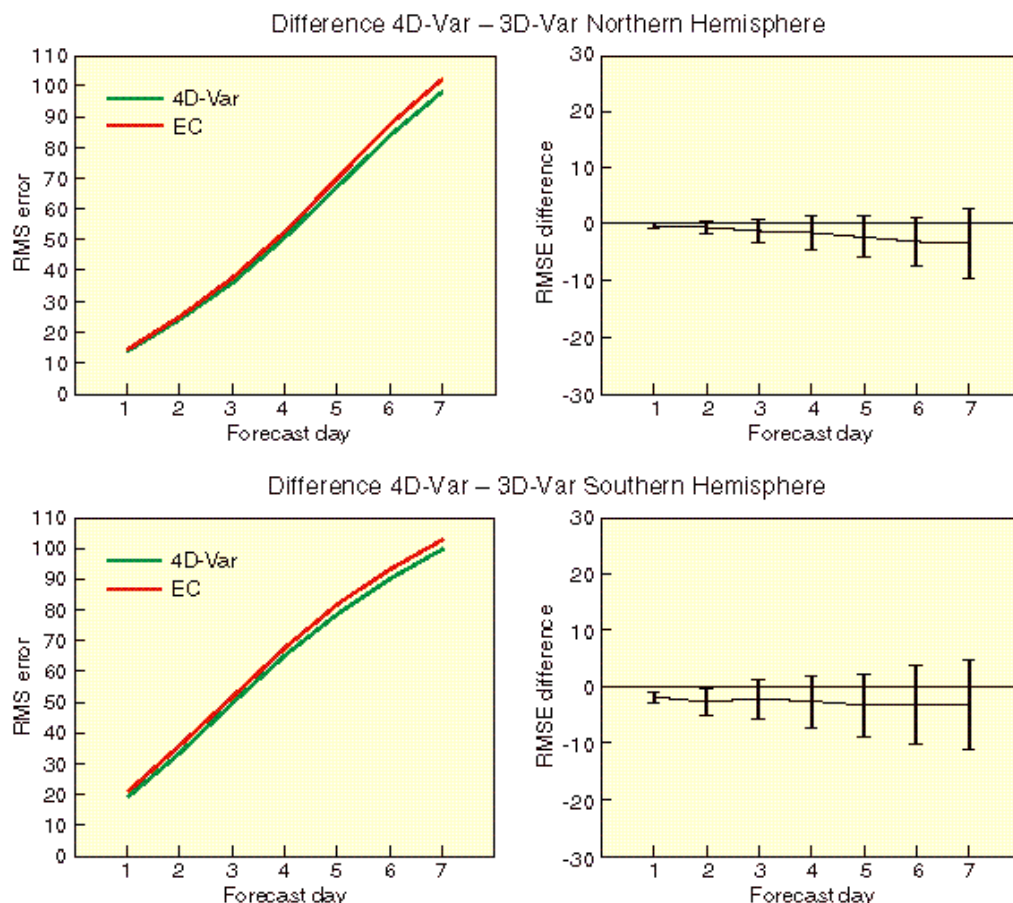 Difference 4D-Var – 3D-Var Northern Hemisphere
RMS error
110
100
90
80
70
60
50
40
30
20
10
0
4D-Var
EC
1 2 3 4 5 6 7
Forecast day
RMSE difference
30
20
10
0
-10
-20
-30
1 2 3 4 5 6 7
Forecast day
Difference 4D-Var – 3D-Var Southern Hemisphere
RMS error
110
100
90
80
70
60
50
40
30
20
10
0
4D-Var
EC
1 2 3 4 5 6 7
Forecast day
RMSE difference
30
20
10
0
-10
-20
-30
1 2 3 4 5 6 7
Forecast day